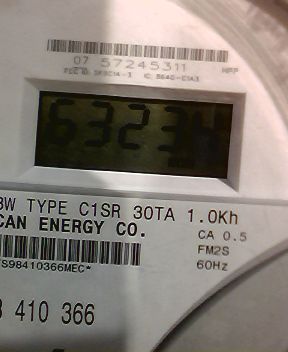 07 57245311
63234
3W TYPE C1SR 30TA 1.0Kh
CAN ENERGY CO.
CA 0.5
FM2S
60Hz
S98410366MEC*
410 366